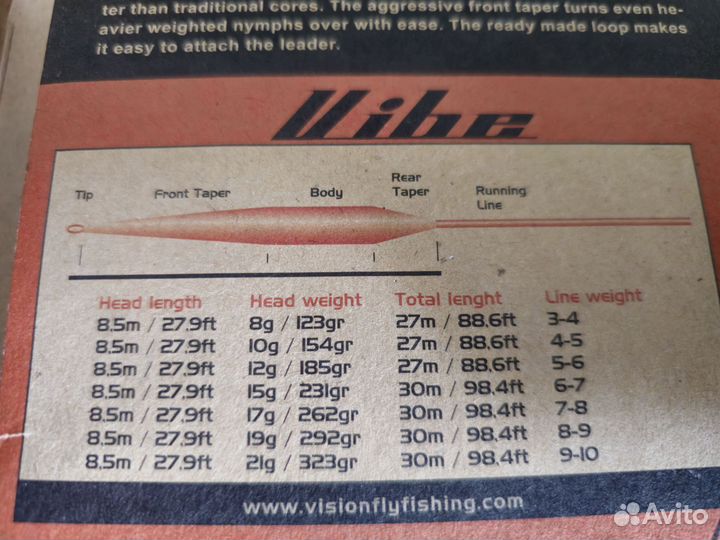 ter than traditional cores. The aggressive front taper turns even he-
avier weighted nymphs over with ease. The ready made loop makes
it easy to attach the leader.
Vibe
Tip Front Taper Body Rear Taper Running Line
Head length Head weight Total lenght Line weight
8,5m / 27,9ft 8g / 123gr 27m / 88,6ft 3-4
8,5m / 27,9ft 10g / 154gr 27m / 88,6ft 4-5
8,5m / 27,9ft 12g / 185gr 27m / 88,6ft 5-6
8,5m / 27,9ft 15g / 231gr 30m / 98,4ft 6-7
8,5m / 27,9ft 17g / 262gr 30m / 98,4ft 7-8
8,5m / 27,9ft 19g / 292gr 30m / 98,4ft 8-9
8,5m / 27,9ft 21g / 323gr 30m / 98,4ft 9-10
www.visionflyfishing.com
Avito